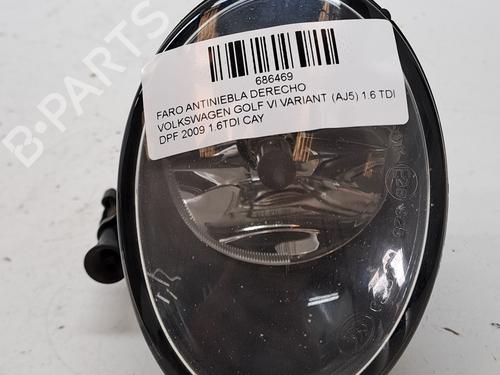 B-PARTS
686469
FARO ANTINIEBLA DERECHO
VOLKSWAGEN GOLF VI VARIANT (AJ5) 1.6 TDI
DPF 2009 1.6TDI CAY